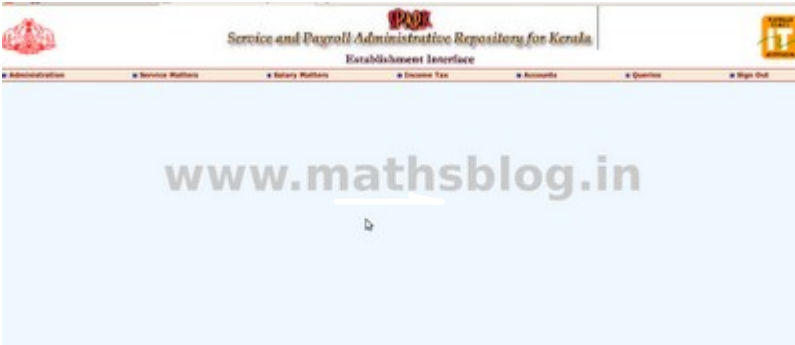 Service and Payroll Administrative Repository for Kerala
Establishment Interface
Administration Service Matters Salary Matters Income Tax Accounts Queries Sign Out
www.mathsblog.in